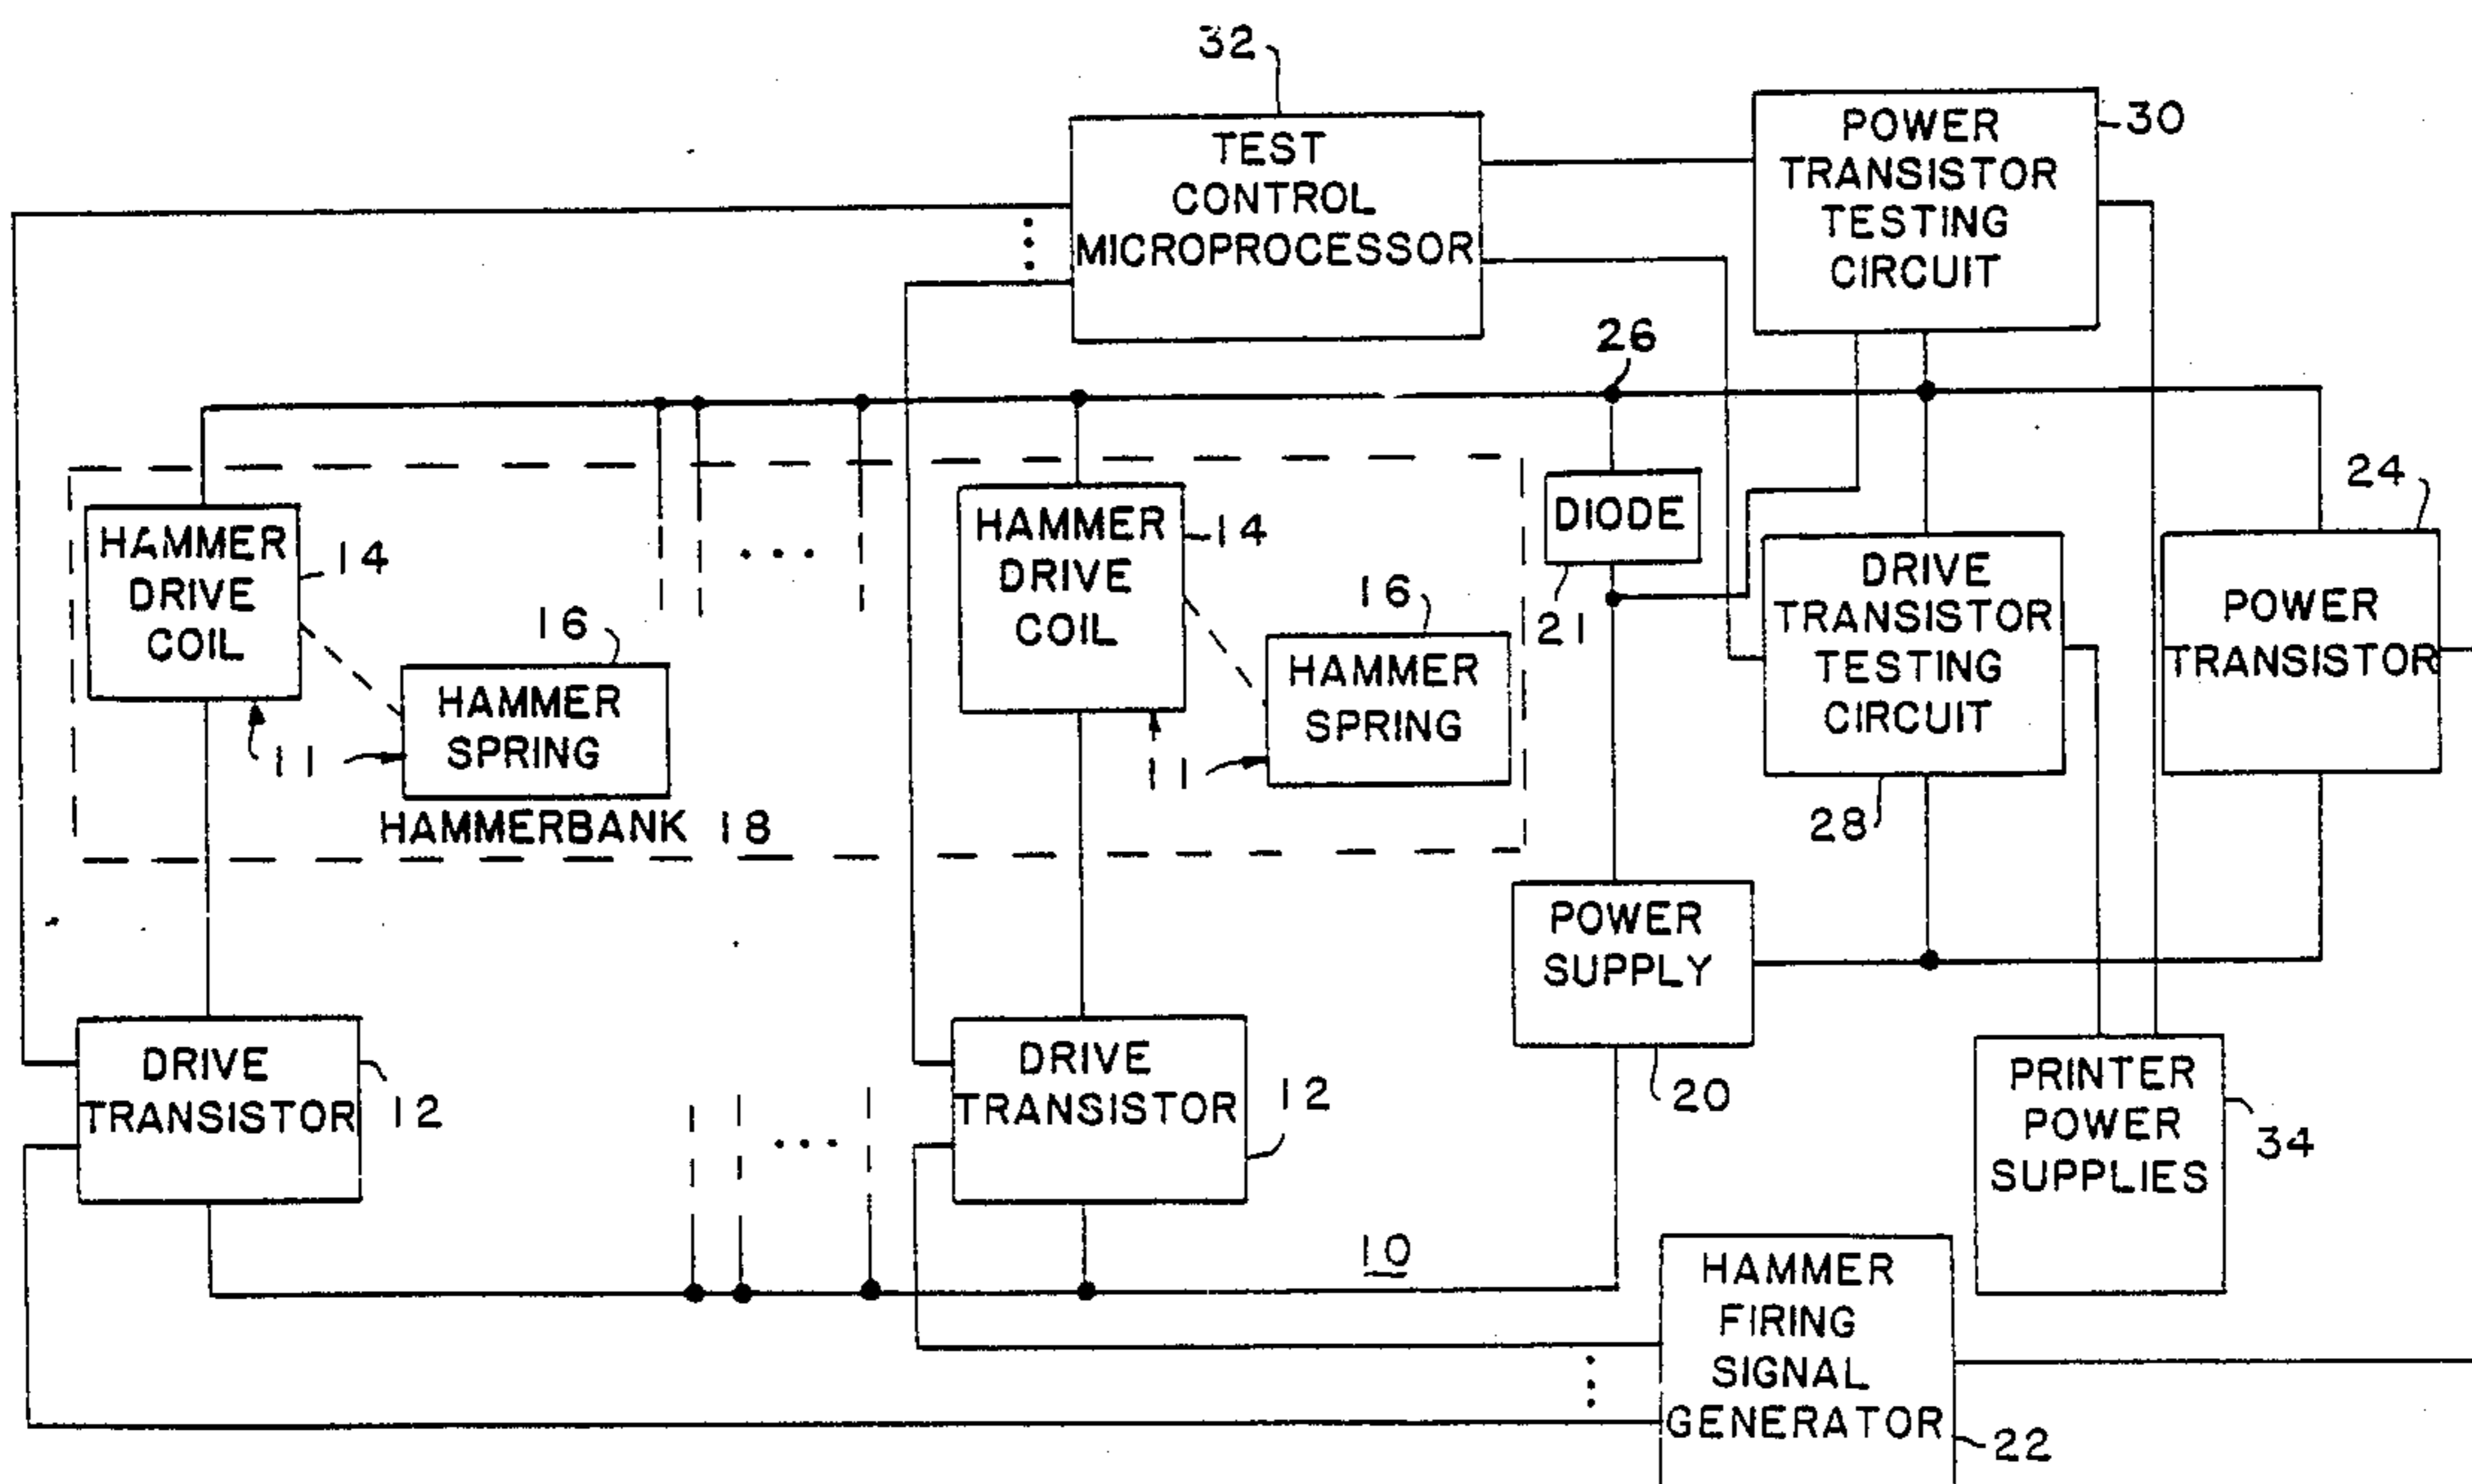 32
TEST
CONTROL
MICROPROCESSOR
POWER
TRANSISTOR
TESTING
CIRCUIT
30
26
HAMMER
DRIVE
COIL
14
16
HAMMER
SPRING
11
HAMMERBANK 18
HAMMER
DRIVE
COIL
14
16
HAMMER
SPRING
11
DIODE
21
DRIVE
TRANSISTOR
TESTING
CIRCUIT
28
24
POWER
TRANSISTOR
POWER
SUPPLY
20
DRIVE
TRANSISTOR
12
DRIVE
TRANSISTOR
12
PRINTER
POWER
SUPPLIES
34
10
HAMMER
FIRING
SIGNAL
GENERATOR
22